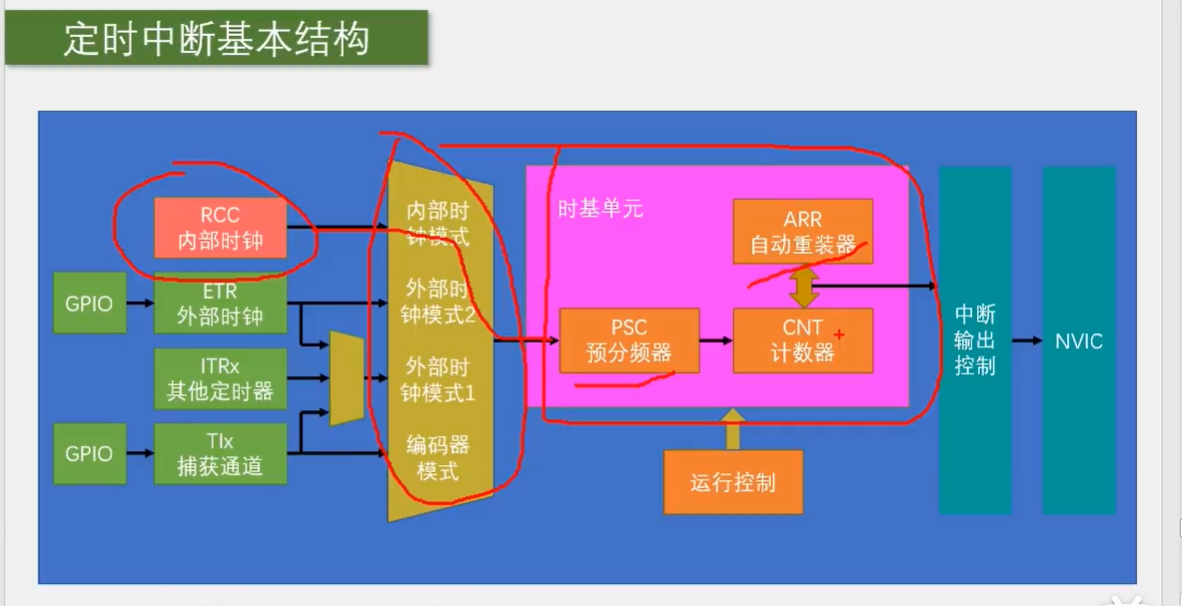 定时中断基本结构
RCC
内部时钟
GPIO
ETR
外部时钟
ITRx
其他定时器
GPIO
TIx
捕获通道
内部时
钟模式
外部时
钟模式2
外部时
钟模式1
编码器
模式
时基单元
PSC
预分频器
ARR
自动重装器
CNT
计数器
运行控制
中断
输出
控制
NVIC